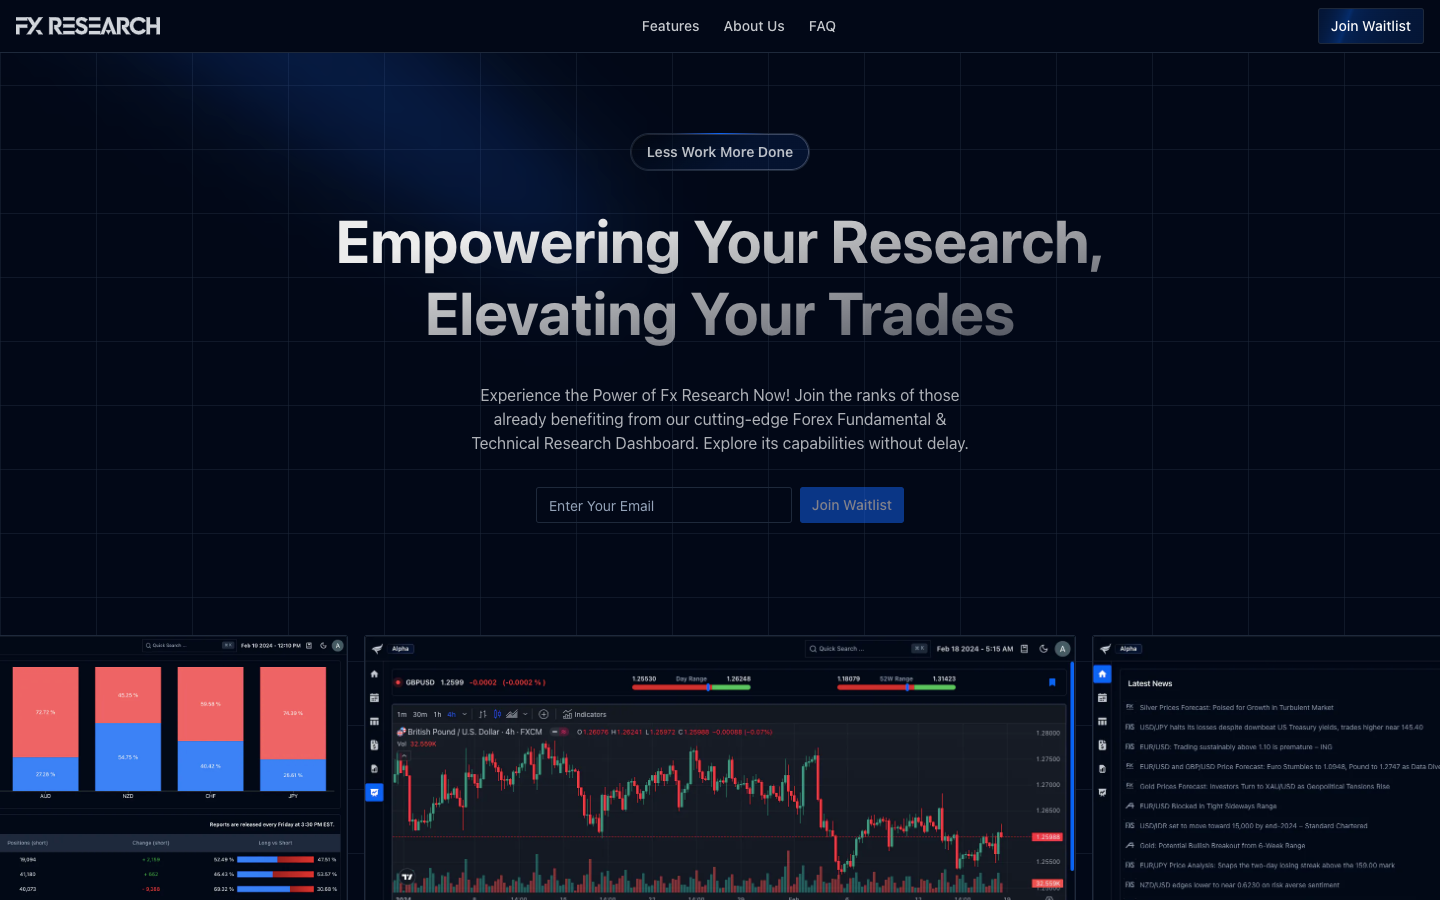 FX RESEARCH
Features
About Us
FAQ
Join Waitlist
Less Work More Done
Empowering Your Research,
Elevating Your Trades
Experience the Power of Fx Research Now! Join the ranks of those
already benefiting from our cutting-edge Forex Fundamental &
Technical Research Dashboard. Explore its capabilities without delay.
Enter Your Email
Join Waitlist
Quick Search ...
Feb 19 2024 - 12:10 PM
A
72.72 %
45.25 %
59.58 %
74.39 %
27.28 %
54.75 %
40.42 %
25.61 %
AUD
NZD
CHF
JPY
Reports are released every Friday at 3:30 PM EST.
Positions (short)
Change (short)
Long vs Short
19,094
+ 2,159
52.49 %
47.51 %
41,180
+ 662
46.43 %
53.57 %
40,073
- 9,269
69.32 %
30.68 %
Alpha
Quick Search ...
⌘ K
Feb 18 2024 - 5:15 AM
A
GBPUSD 1.2599 -0.0002 (-0.0002 %)
1.25530
Day Range
1.26248
1.18079
52W Range
1.31423
1m 30m 1h 4h
Indicators
British Pound / U.S. Dollar · 4h · FXCM
O1.26076 H1.26241 L1.25972 C1.25988 -0.00088 (-0.07%)
Vol 32.559K
1.28000
1.27500
1.27000
1.26500
1.25988
1.25500
32.559K
Alpha
Latest News
Silver Prices Forecast: Poised for Growth in Turbulent Market
USD/JPY halts its losses despite downbeat US Treasury yields, trades higher near 145.40
EUR/USD: Trading sustainably above 1.10 is premature – ING
EUR/USD and GBP/USD Price Forecast: Euro Stumbles to 1.0948, Pound to 1.2747 as Data Dive
Gold Prices Forecast: Investors Turn to XAU/USD as Geopolitical Tensions Rise
EUR/USD Blocked in Tight Sideways Range
USD/IDR set to move toward 15,000 by end-2024 – Standard Chartered
Gold: Potential Bullish Breakout from 6-Week Range
EUR/JPY Price Analysis: Snaps the two-day losing streak above the 159.00 mark
NZD/USD edges lower to near 0.6230 on risk averse sentiment